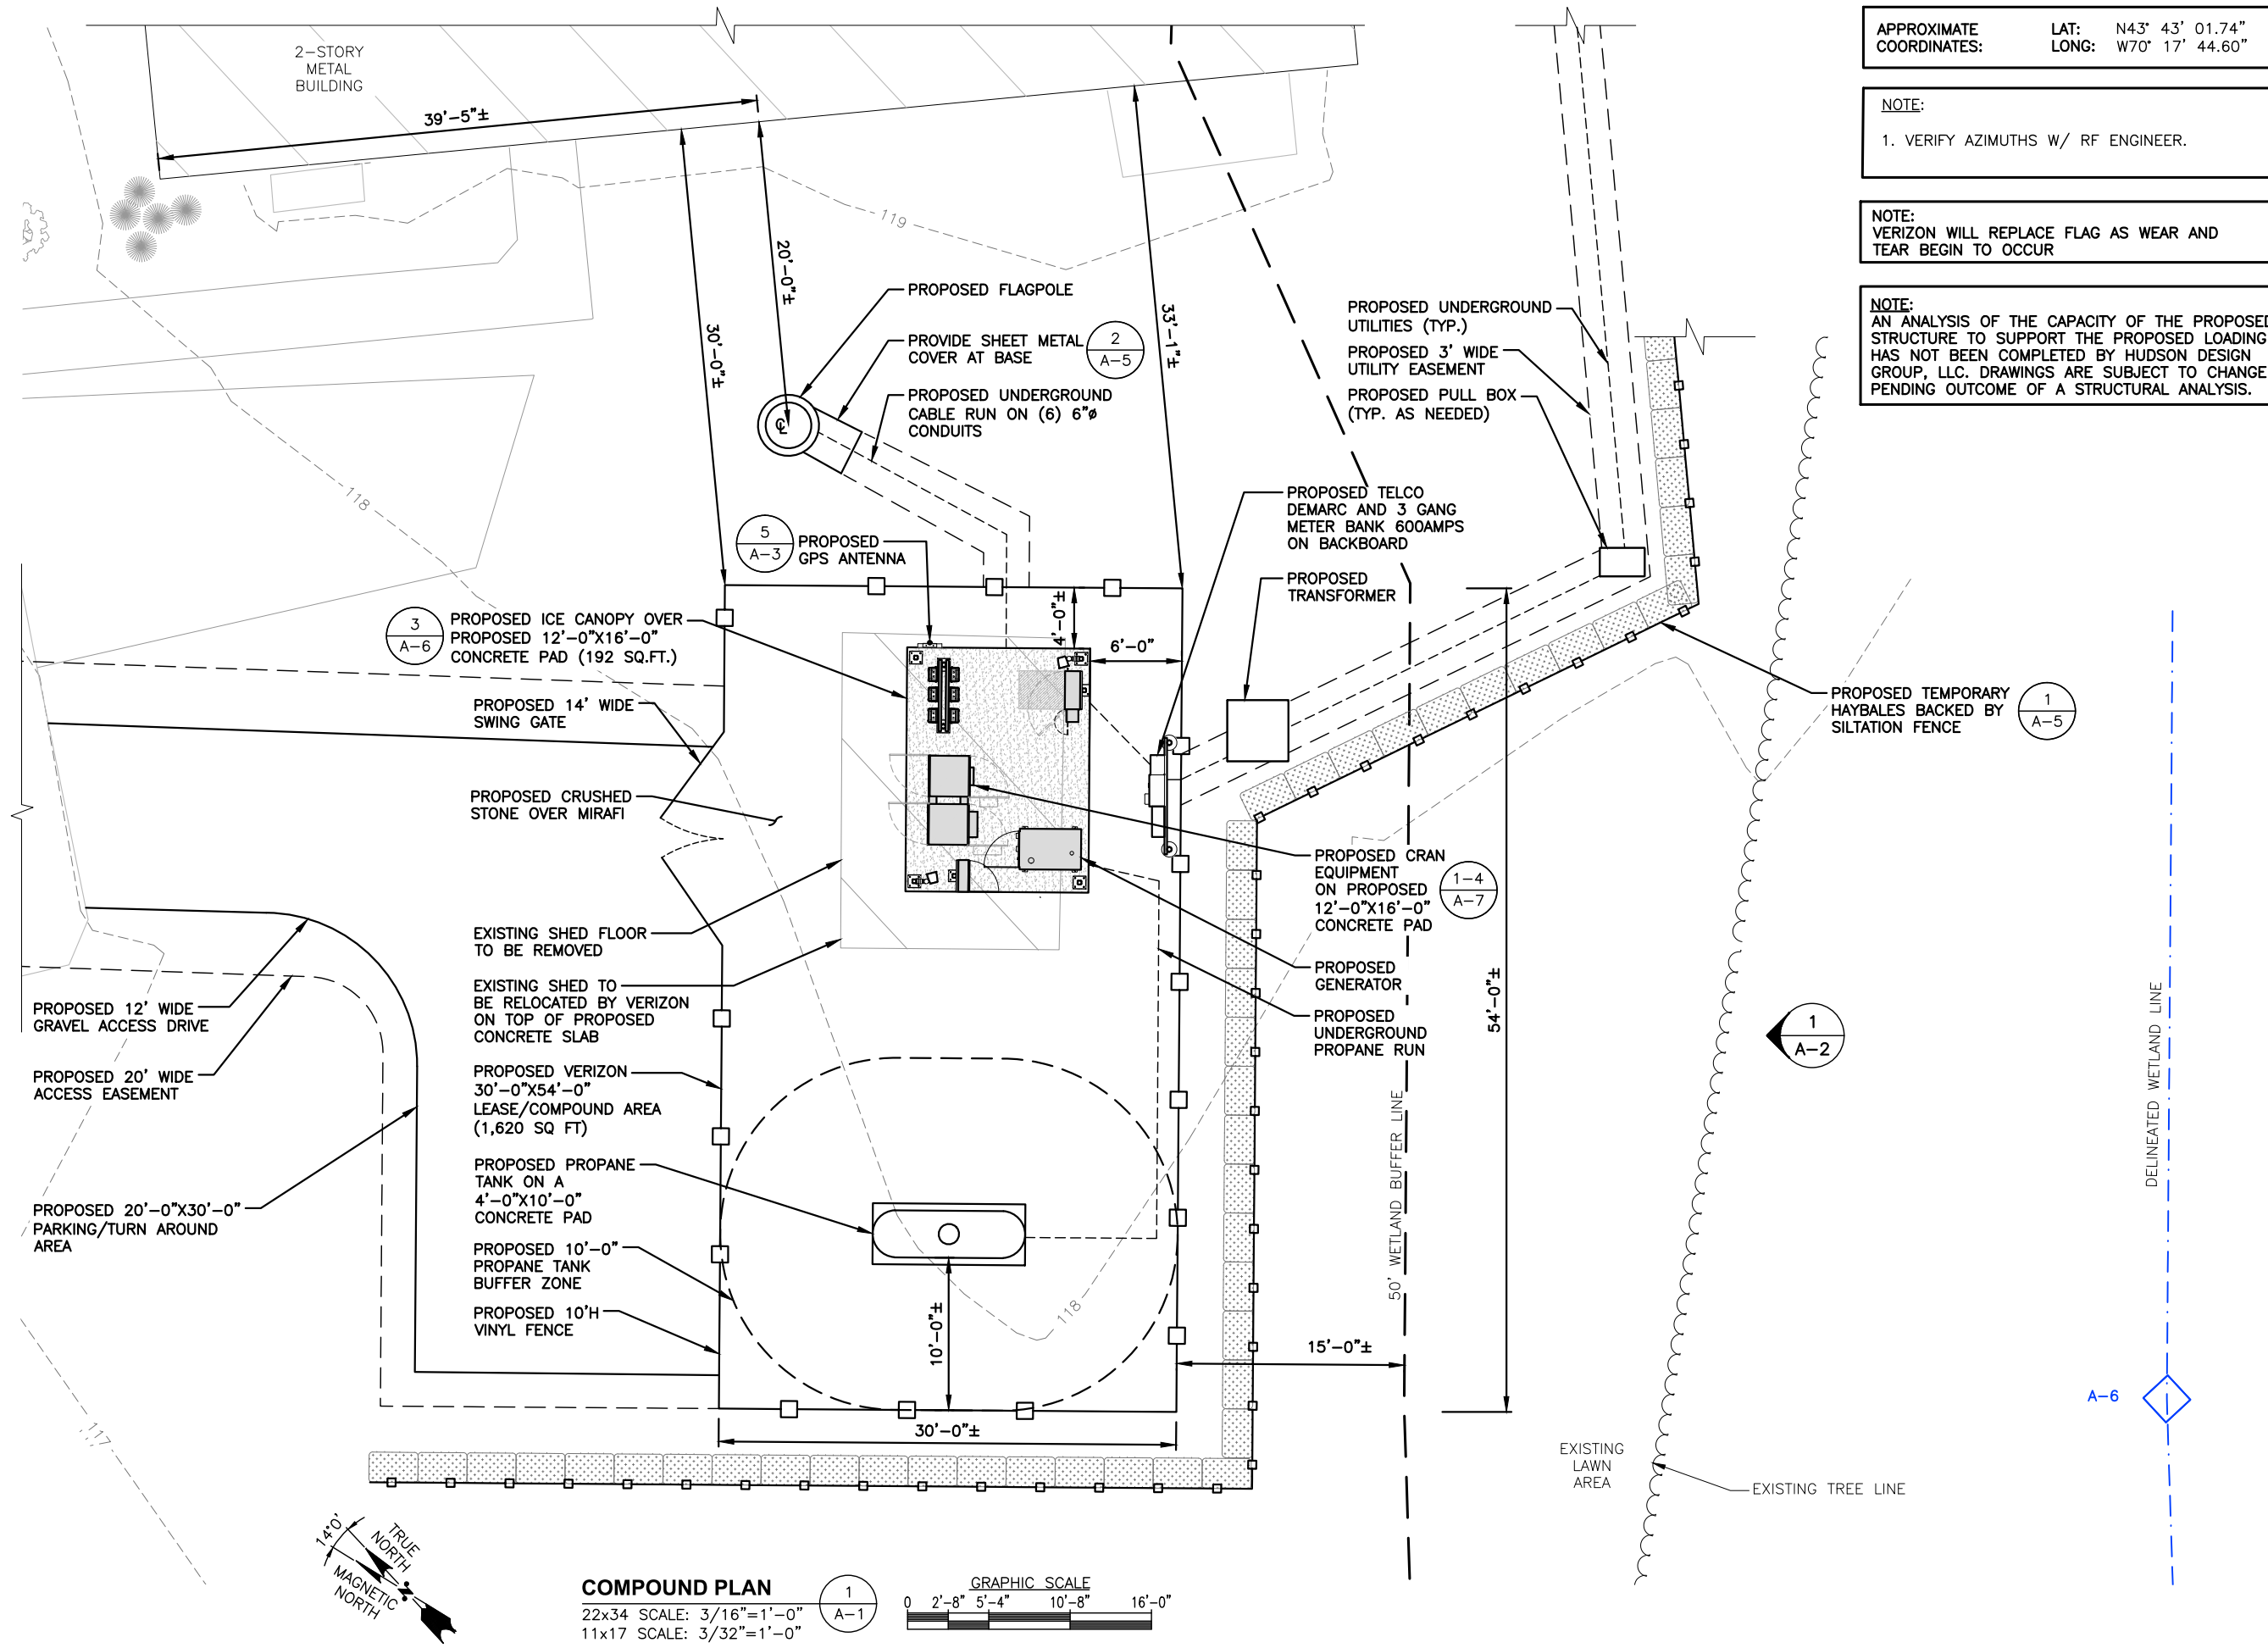 2-STORY
METAL
BUILDING
39'-5"±
20'-0"±
30'-0"±
33'-1"±
119
118
PROPOSED FLAGPOLE
PROVIDE SHEET METAL
COVER AT BASE
2
A-5
PROPOSED UNDERGROUND
CABLE RUN ON (6) 6"ø
CONDUITS
℄
5
A-3
PROPOSED
GPS ANTENNA
3
A-6
PROPOSED ICE CANOPY OVER
PROPOSED 12'-0"X16'-0"
CONCRETE PAD (192 SQ.FT.)
PROPOSED 14' WIDE
SWING GATE
PROPOSED CRUSHED
STONE OVER MIRAFI
EXISTING SHED FLOOR
TO BE REMOVED
EXISTING SHED TO
BE RELOCATED BY VERIZON
ON TOP OF PROPOSED
CONCRETE SLAB
PROPOSED VERIZON
30'-0"X54'-0"
LEASE/COMPOUND AREA
(1,620 SQ FT)
PROPOSED PROPANE
TANK ON A
4'-0"X10'-0"
CONCRETE PAD
PROPOSED 10'-0"
PROPANE TANK
BUFFER ZONE
PROPOSED 10'H
VINYL FENCE
PROPOSED 12' WIDE
GRAVEL ACCESS DRIVE
PROPOSED 20' WIDE
ACCESS EASEMENT
PROPOSED 20'-0"X30'-0"
PARKING/TURN AROUND
AREA
117
4'-0"±
6'-0"
10'-0"±
30'-0"±
118
15'-0"±
54'-0"±
PROPOSED UNDERGROUND
UTILITIES (TYP.)
PROPOSED 3' WIDE
UTILITY EASEMENT
PROPOSED PULL BOX
(TYP. AS NEEDED)
PROPOSED TELCO
DEMARC AND 3 GANG
METER BANK 600AMPS
ON BACKBOARD
PROPOSED
TRANSFORMER
PROPOSED CRAN
EQUIPMENT
ON PROPOSED
12'-0"X16'-0"
CONCRETE PAD
1-4
A-7
PROPOSED
GENERATOR
PROPOSED
UNDERGROUND
PROPANE RUN
50' WETLAND BUFFER LINE
PROPOSED TEMPORARY
HAYBALES BACKED BY
SILTATION FENCE
1
A-5
1
A-2
DELINEATED WETLAND LINE
A-6
EXISTING
LAWN
AREA
EXISTING TREE LINE
APPROXIMATE
COORDINATES:
LAT: N43° 43' 01.74"
LONG: W70° 17' 44.60"
NOTE:
1. VERIFY AZIMUTHS W/ RF ENGINEER.
NOTE:
VERIZON WILL REPLACE FLAG AS WEAR AND
TEAR BEGIN TO OCCUR
NOTE:
AN ANALYSIS OF THE CAPACITY OF THE PROPOSED
STRUCTURE TO SUPPORT THE PROPOSED LOADING
HAS NOT BEEN COMPLETED BY HUDSON DESIGN
GROUP, LLC. DRAWINGS ARE SUBJECT TO CHANGE
PENDING OUTCOME OF A STRUCTURAL ANALYSIS.
14°0'
TRUE
NORTH
MAGNETIC
NORTH
N
COMPOUND PLAN
22x34 SCALE: 3/16"=1'-0"
11x17 SCALE: 3/32"=1'-0"
1
A-1
GRAPHIC SCALE
0 2'-8" 5'-4" 10'-8" 16'-0"